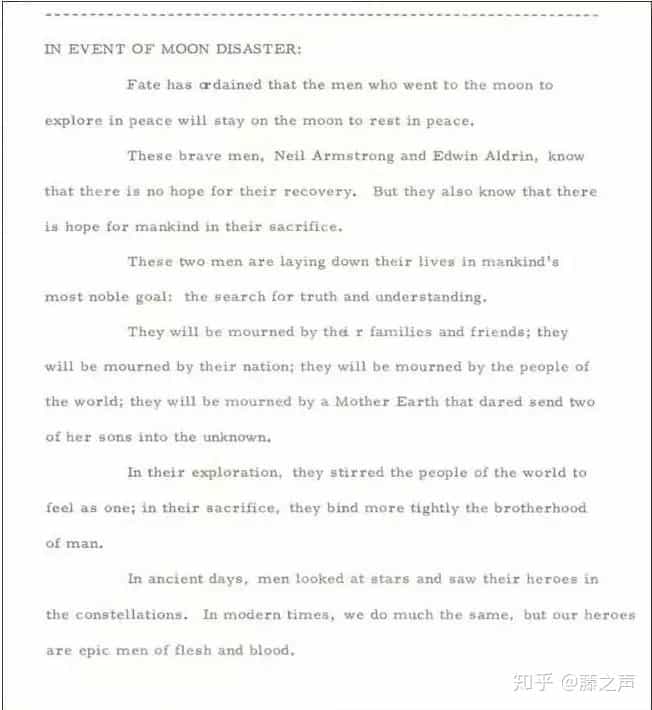 IN EVENT OF MOON DISASTER:
Fate has ordained that the men who went to the moon to
explore in peace will stay on the moon to rest in peace.
These brave men, Neil Armstrong and Edwin Aldrin, know
that there is no hope for their recovery. But they also know that there
is hope for mankind in their sacrifice.
These two men are laying down their lives in mankind's
most noble goal: the search for truth and understanding.
They will be mourned by their families and friends; they
will be mourned by their nation; they will be mourned by the people of
the world; they will be mourned by a Mother Earth that dared send two
of her sons into the unknown.
In their exploration, they stirred the people of the world to
feel as one; in their sacrifice, they bind more tightly the brotherhood
of man.
In ancient days, men looked at stars and saw their heroes in
the constellations. In modern times, we do much the same, but our heroes
are epic men of flesh and blood.
知乎 @藤之声